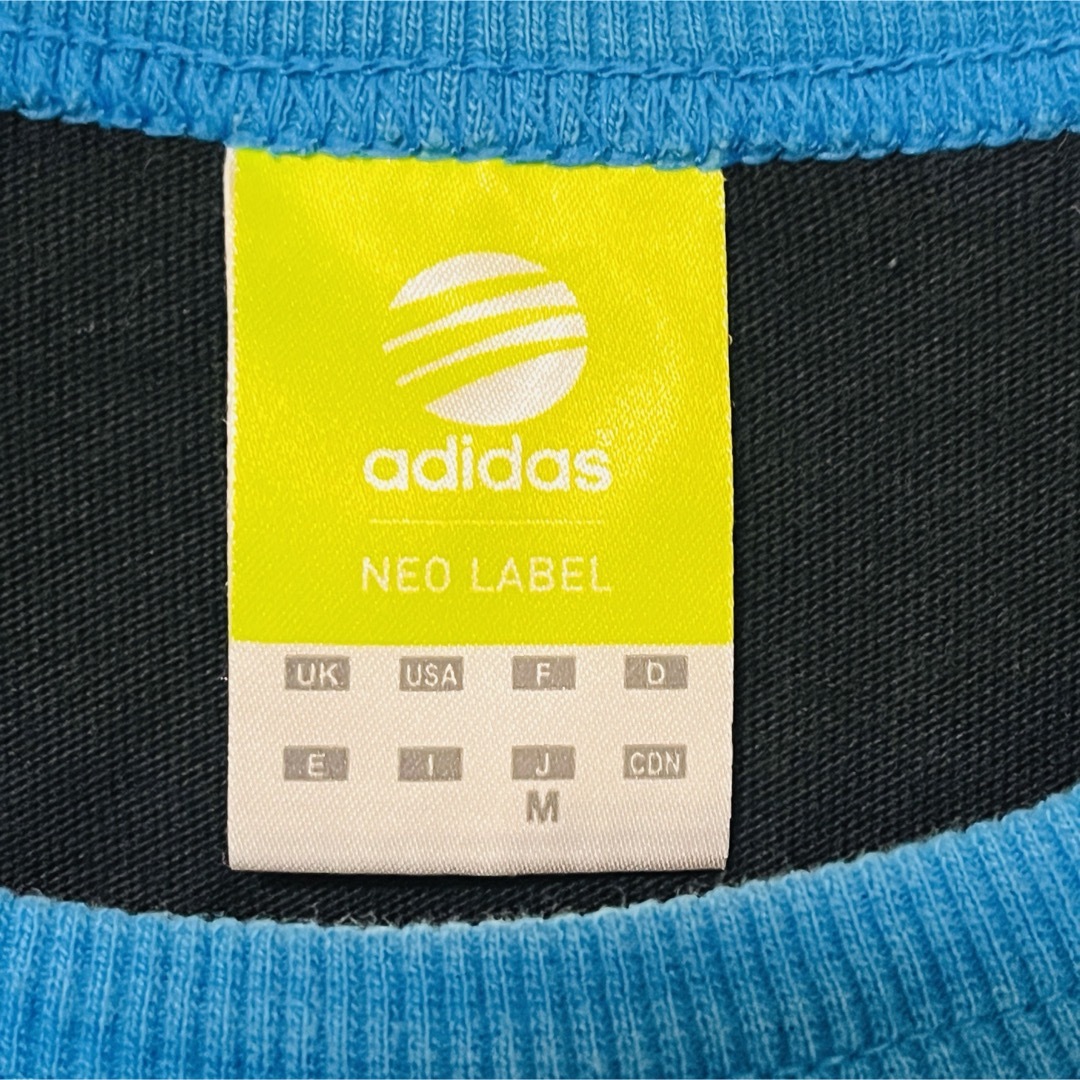 adidas®
NEO LABEL
UK USA F D
E I J CDN
M